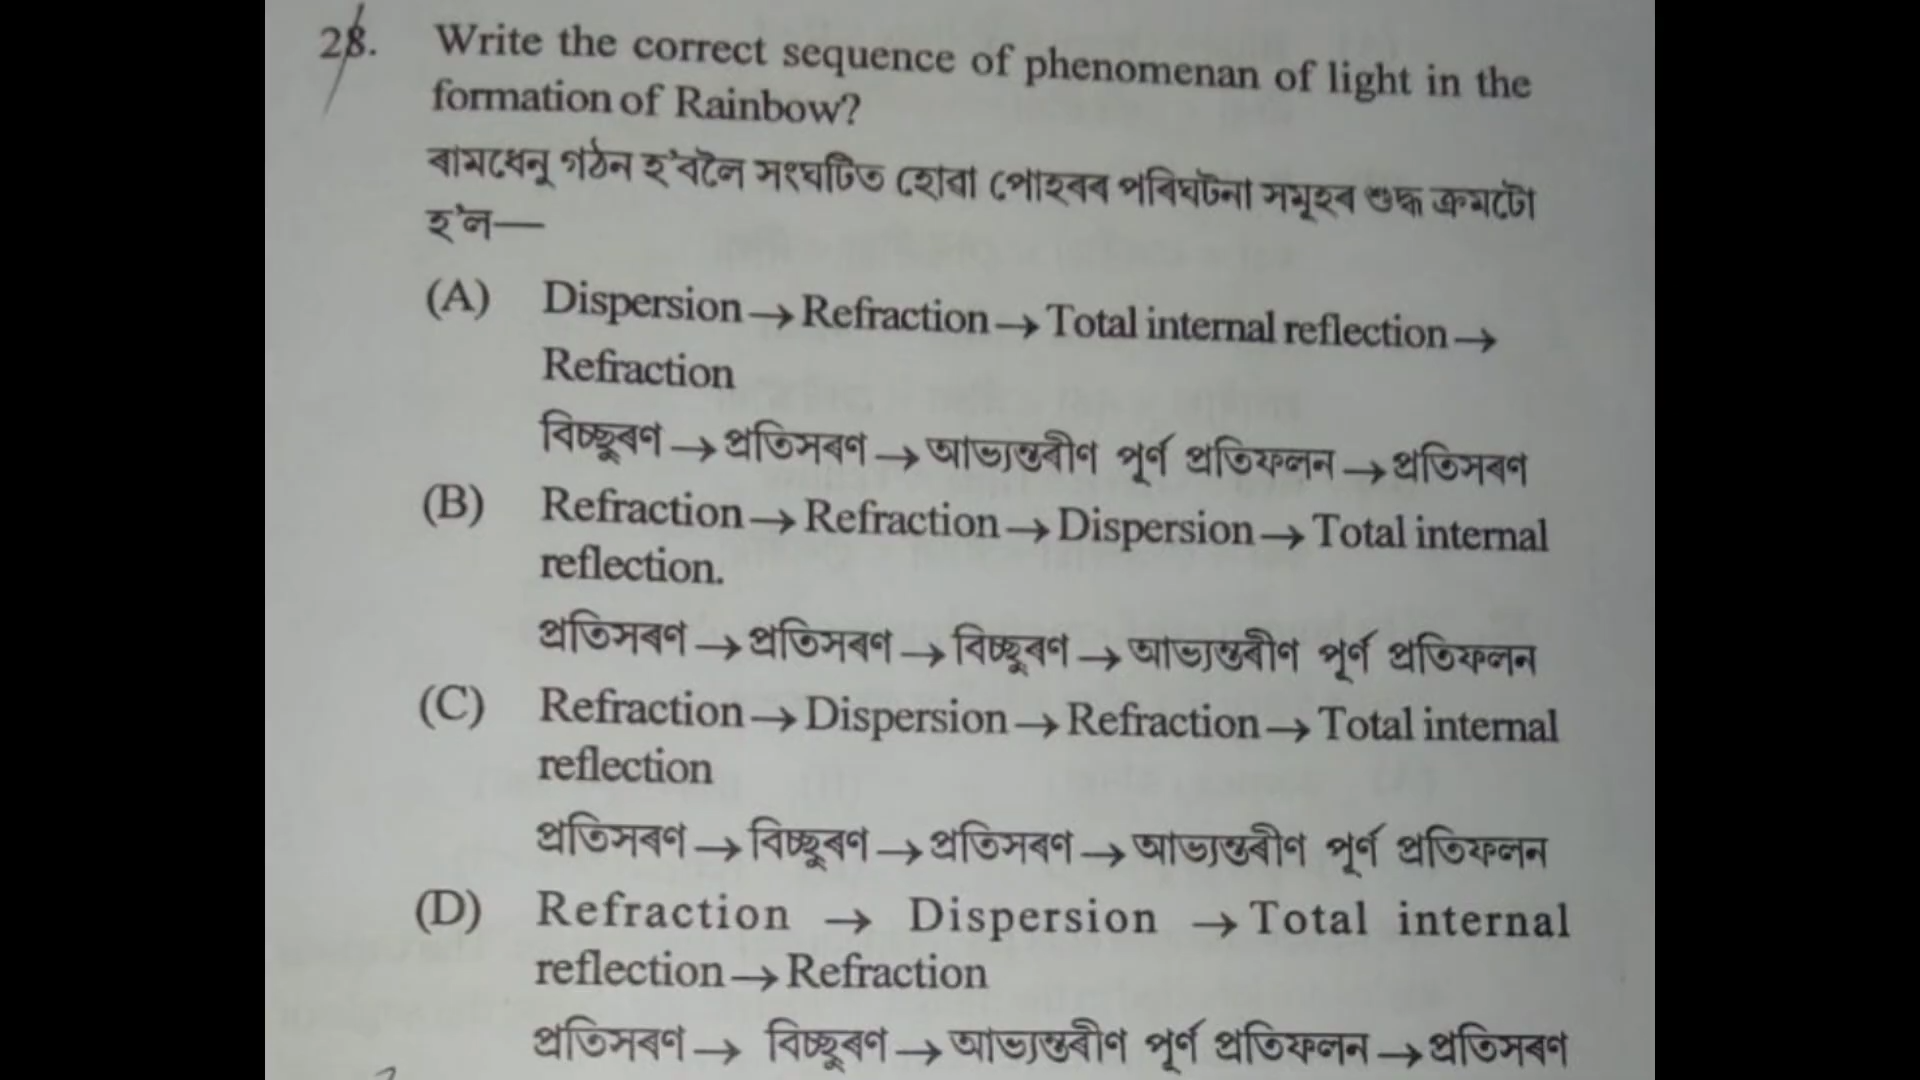 28. Write the correct sequence of phenomenan of light in the
formation of Rainbow?
ৰামধেনু গঠন হ'বলৈ সংঘটিত হোৱা পোহৰৰ পৰিঘটনা সমূহৰ শুদ্ধ ক্ৰমটো
হ'ল—
(A) Dispersion→Refraction→Total internal reflection→
Refraction
বিচ্ছূৰণ→প্ৰতিসৰণ→আভ্যন্তৰীণ পূৰ্ণ প্ৰতিফলন→প্ৰতিসৰণ
(B) Refraction→Refraction→Dispersion→Total internal
reflection.
প্ৰতিসৰণ→প্ৰতিসৰণ→বিচ্ছূৰণ→আভ্যন্তৰীণ পূৰ্ণ প্ৰতিফলন
(C) Refraction→Dispersion→Refraction→Total internal
reflection
প্ৰতিসৰণ→বিচ্ছূৰণ→প্ৰতিসৰণ→আভ্যন্তৰীণ পূৰ্ণ প্ৰতিফলন
(D) Refraction → Dispersion →Total internal
reflection→Refraction
প্ৰতিসৰণ→ বিচ্ছূৰণ→আভ্যন্তৰীণ পূৰ্ণ প্ৰতিফলন→প্ৰতিসৰণ